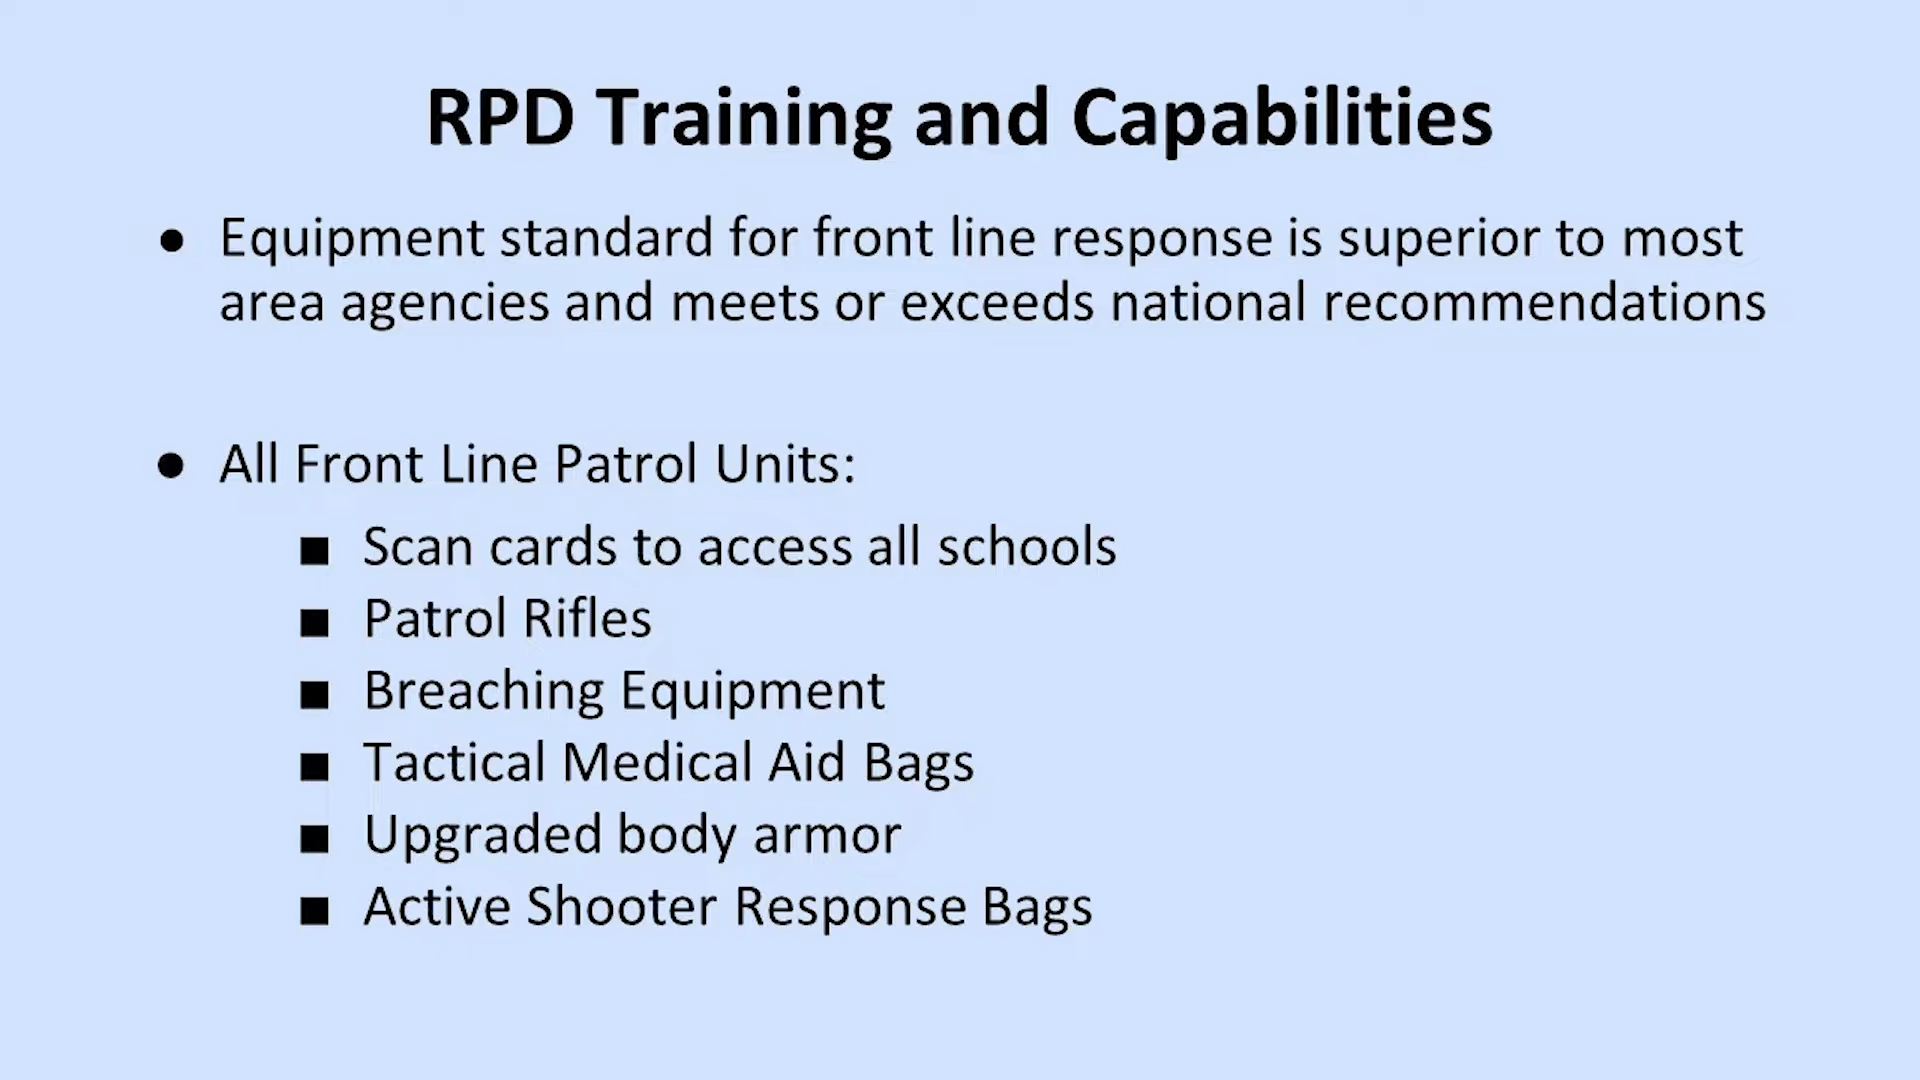 RPD Training and Capabilities
● Equipment standard for front line response is superior to most
area agencies and meets or exceeds national recommendations
● All Front Line Patrol Units:
■ Scan cards to access all schools
■ Patrol Rifles
■ Breaching Equipment
■ Tactical Medical Aid Bags
■ Upgraded body armor
■ Active Shooter Response Bags